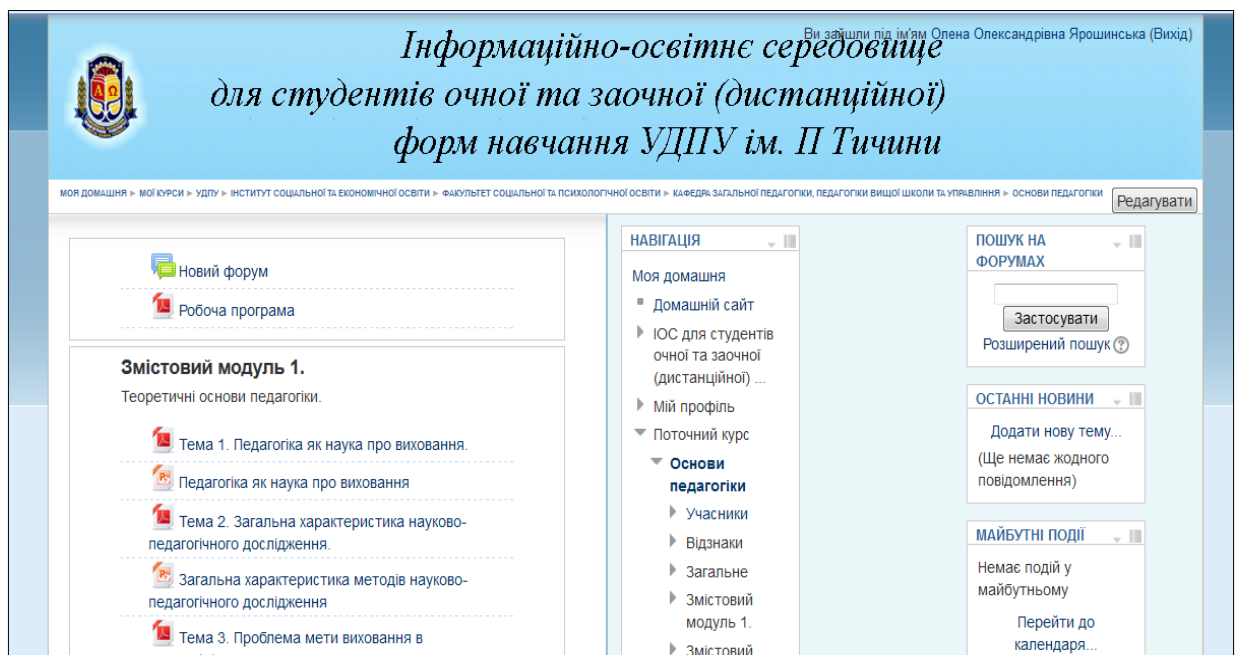 Ви зайшли під ім'ям Олена Олександрівна Ярошинська (Вихід)
Інформаційно-освітнє середовище
для студентів очної та заочної (дистанційної)
форм навчання УДПУ ім. П Тичини
МОЯ ДОМАШНЯ ► МОЇ КУРСИ ► УДПУ ► ІНСТИТУТ СОЦІАЛЬНОЇ ТА ЕКОНОМІЧНОЇ ОСВІТИ ► ФАКУЛЬТЕТ СОЦІАЛЬНОЇ ТА ПСИХОЛОГІЧНОЇ ОСВІТИ ► КАФЕДРА ЗАГАЛЬНОЇ ПЕДАГОГІКИ, ПЕДАГОГІКИ ВИЩОЇ ШКОЛИ ТА УПРАВЛІННЯ ► ОСНОВИ ПЕДАГОГІКИ
Редагувати
Новий форум
Робоча програма
Змістовий модуль 1.
Теоретичні основи педагогіки.
Тема 1. Педагогіка як наука про виховання.
Педагогіка як наука про виховання
Тема 2. Загальна характеристика науково-
педагогічного дослідження.
Загальна характеристика методів науково-
педагогічного дослідження
Тема 3. Проблема мети виховання в
НАВІГАЦІЯ
Моя домашня
Домашній сайт
ІОС для студентів
очної та заочної
(дистанційної) ...
Мій профіль
Поточний курс
Основи
педагогіки
Учасники
Відзнаки
Загальне
Змістовий
модуль 1.
Змістовий
ПОШУК НА
ФОРУМАХ
Застосувати
Розширений пошук
ОСТАННІ НОВИНИ
Додати нову тему...
(Ще немає жодного
повідомлення)
МАЙБУТНІ ПОДІЇ
Немає подій у
майбутньому
Перейти до
календаря...